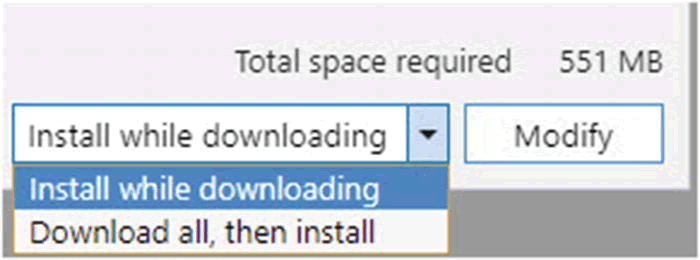 Total space required 551 MB
Install while downloading Modify
Install while downloading
Download all, then install